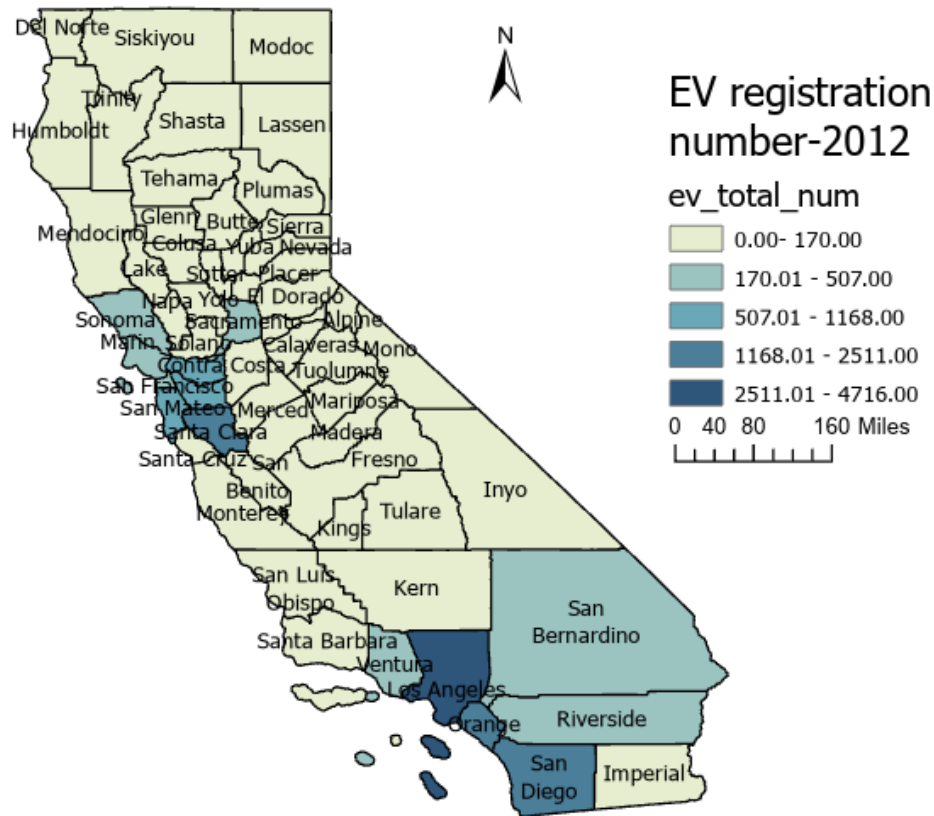 Del Norte
Siskiyou
Modoc
Trinity
Humboldt
Shasta
Lassen
Tehama
Plumas
Glenn
Butte
Sierra
Mendocino
Colusa
Yuba
Nevada
Lake
Sutter
Placer
Napa
Yolo
El Dorado
Sonoma
Sacramento
Alpine
Marin
Solano
Calaveras
Mono
Contra
Costa
Tuolumne
San Francisco
Mariposa
San Mateo
Merced
Santa Clara
Madera
Santa Cruz
San
Benito
Fresno
Monterey
Inyo
Kings
Tulare
San Luis
Obispo
Kern
San
Bernardino
Santa Barbara
Ventura
Los Angeles
Orange
Riverside
San
Diego
Imperial
N
EV registration
number-2012
ev_total_num
0.00- 170.00
170.01 - 507.00
507.01 - 1168.00
1168.01 - 2511.00
2511.01 - 4716.00
0 40 80 160 Miles